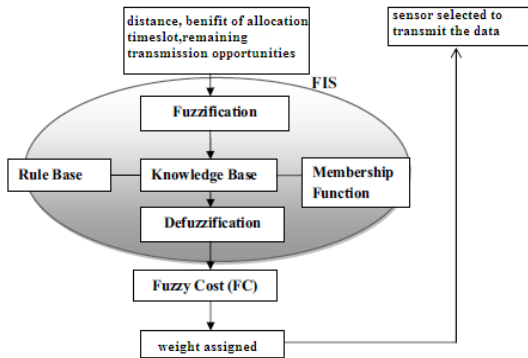 distance, benifit of allocation
timeslot,remaining
transmission opportunities
sensor selected to
transmit the data
FIS
Fuzzification
Rule Base
Knowledge Base
Membership
Function
Defuzzification
Fuzzy Cost (FC)
weight assigned